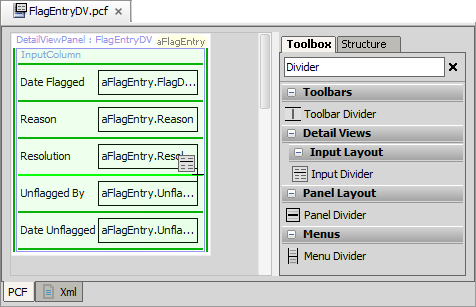 FlagEntryDV.pcf
DetailViewPanel : FlagEntryDV
aFlagEntry
InputColumn
Date Flagged aFlagEntry.FlagD...
Reason aFlagEntry.Reason
Resolution aFlagEntry.Resol
Unflagged By aFlagEntry.Unfla...
Date Unflagged aFlagEntry.Unfla...
PCF Xml
Toolbox Structure
Divider
Toolbars
Toolbar Divider
Detail Views
Input Layout
Input Divider
Panel Layout
Panel Divider
Menus
Menu Divider